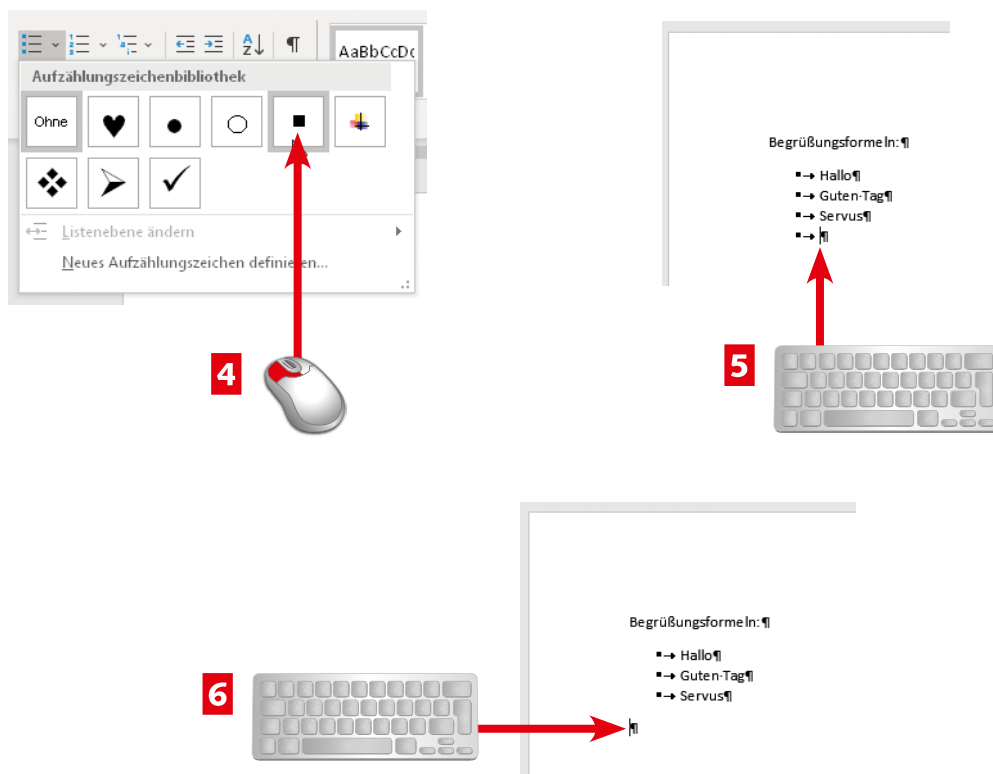 AaBbCcDc
Aufzählungszeichenbibliothek
Ohne
Listenebene ändern
Neues Aufzählungszeichen definieren...
4
Begrüßungsformeln:¶
▪→ Hallo¶
▪→ Guten·Tag¶
▪→ Servus¶
▪→ ¶
5
Begrüßungsformeln:¶
▪→ Hallo¶
▪→ Guten·Tag¶
▪→ Servus¶
¶
6